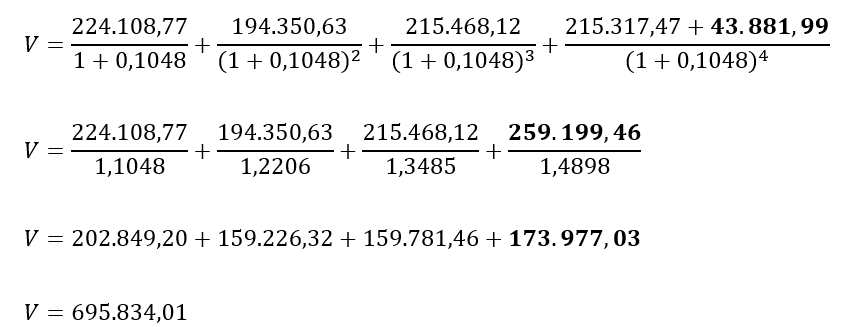 V = 224.108,77 / 1 + 0,1048 + 194.350,63 / (1 + 0,1048)² + 215.468,12 / (1 + 0,1048)³ + 215.317,47 + 43.881,99 / (1 + 0,1048)⁴
V = 224.108,77 / 1,1048 + 194.350,63 / 1,2206 + 215.468,12 / 1,3485 + 259.199,46 / 1,4898
V = 202.849,20 + 159.226,32 + 159.781,46 + 173.977,03
V = 695.834,01